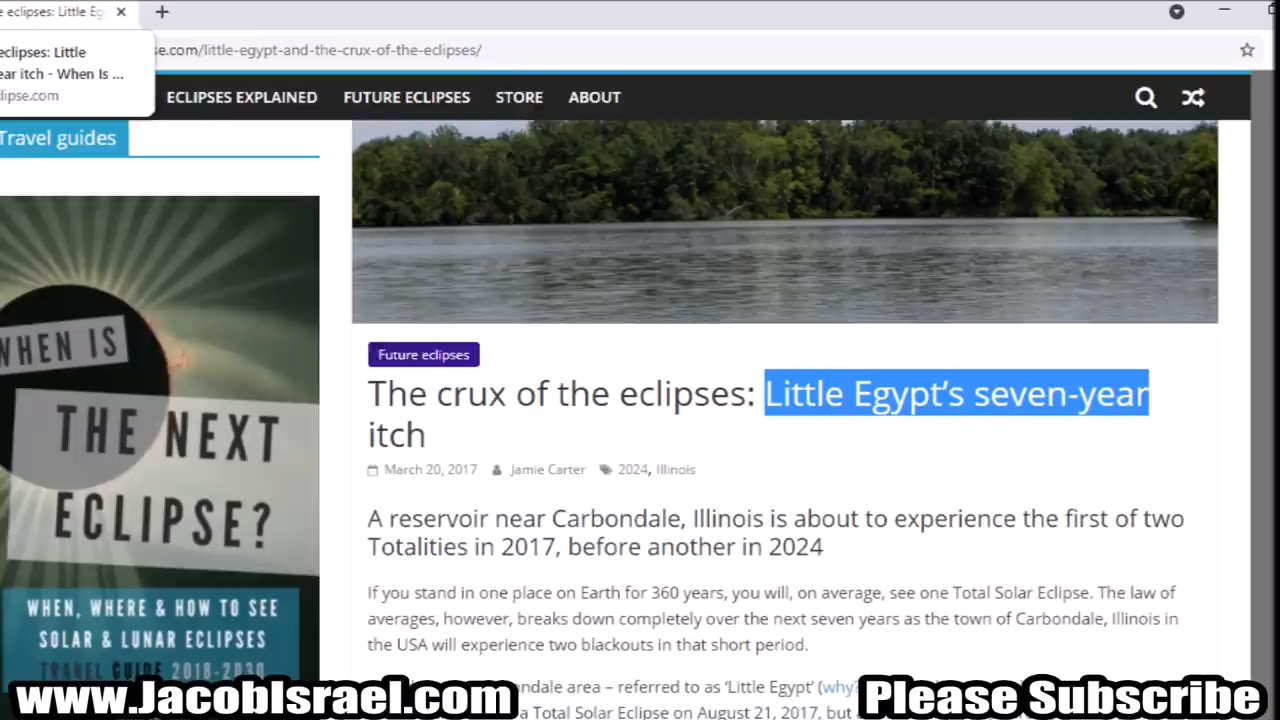 e eclipses: Little Eg
eclipses: Little
ear itch - When Is ...
lipse.com
se.com/little-egypt-and-the-crux-of-the-eclipses/
ECLIPSES EXPLAINED FUTURE ECLIPSES STORE ABOUT
Travel guides
WHEN IS
THE NEXT
ECLIPSE?
WHEN, WHERE & HOW TO SEE
SOLAR & LUNAR ECLIPSES
TRAVEL GUIDE 2018-2030
Future eclipses
The crux of the eclipses: Little Egypt’s seven-year
itch
March 20, 2017 Jamie Carter 2024, Illinois
A reservoir near Carbondale, Illinois is about to experience the first of two
Totalities in 2017, before another in 2024
If you stand in one place on Earth for 360 years, you will, on average, see one Total Solar Eclipse. The law of
averages, however, breaks down completely over the next seven years as the town of Carbondale, Illinois in
the USA will experience two blackouts in that short period.
ndale area – referred to as ‘Little Egypt’ (why?
a Total Solar Eclipse on August 21, 2017, but
www.JacobIsrael.com
Please Subscribe